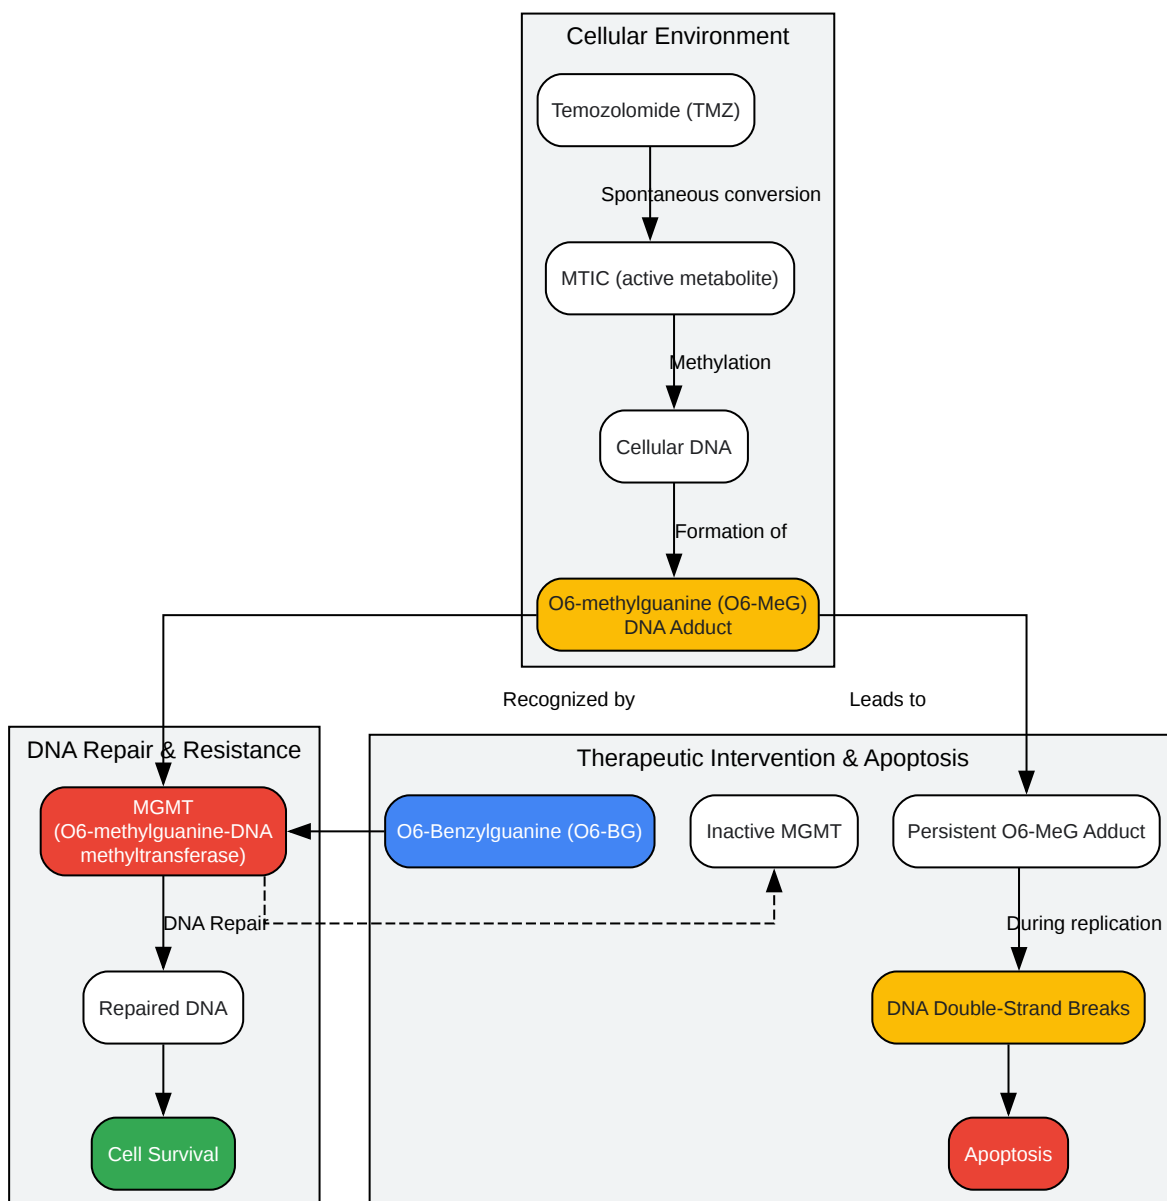 Cellular Environment
Temozolomide (TMZ)
Spontaneous conversion
MTIC (active metabolite)
Methylation
Cellular DNA
Formation of
O6-methylguanine (O6-MeG)
DNA Adduct
Recognized by
Leads to
DNA Repair & Resistance
Therapeutic Intervention & Apoptosis
MGMT
(O6-methylguanine-DNA
methyltransferase)
O6-Benzylguanine (O6-BG)
Inactive MGMT
Persistent O6-MeG Adduct
DNA Repair
During replication
Repaired DNA
DNA Double-Strand Breaks
Cell Survival
Apoptosis